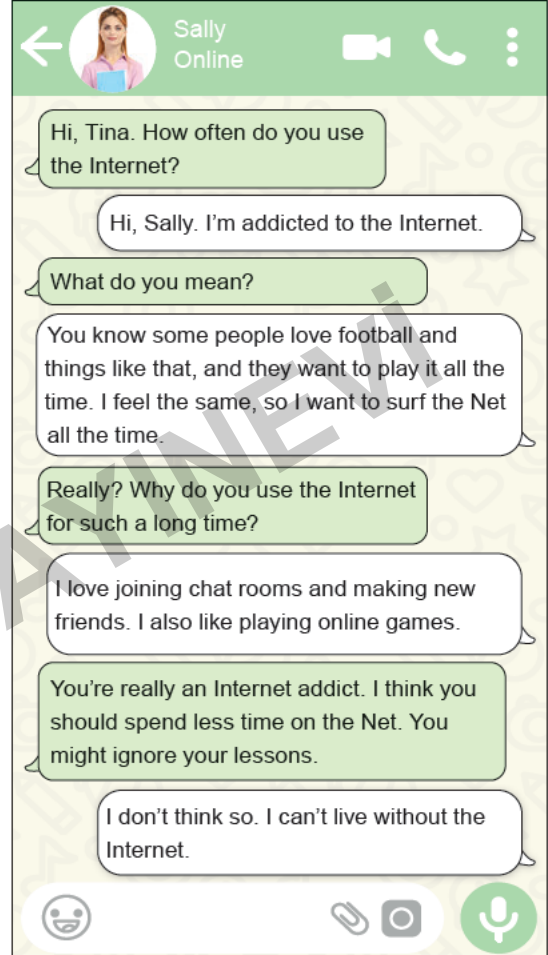 Sally
Online
Hi, Tina. How often do you use
the Internet?
Hi, Sally. I'm addicted to the Internet.
What do you mean?
You know some people love football and
things like that, and they want to play it all the
time. I feel the same, so I want to surf the Net
all the time.
Really? Why do you use the Internet
for such a long time?
I love joining chat rooms and making new
friends. I also like playing online games.
You're really an Internet addict. I think you
should spend less time on the Net. You
might ignore your lessons.
I don't think so. I can't live without the
Internet.
AYINEVİ